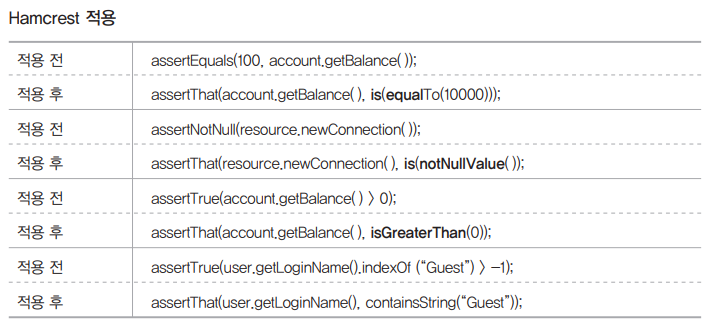 Hamcrest 적용
적용 전 assertEquals(100, account.getBalance( ));
적용 후 assertThat(account.getBalance( ), is(equalTo(10000)));
적용 전 assertNotNull(resource.newConnection( ));
적용 후 assertThat(resource.newConnection( ), is(notNullValue( ));
적용 전 assertTrue(account.getBalance( ) > 0);
적용 후 assertThat(account.getBalance( ), isGreaterThan(0));
적용 전 assertTrue(user.getLoginName().indexOf (“Guest”) > -1);
적용 후 assertThat(user.getLoginName(), containsString(“Guest”));